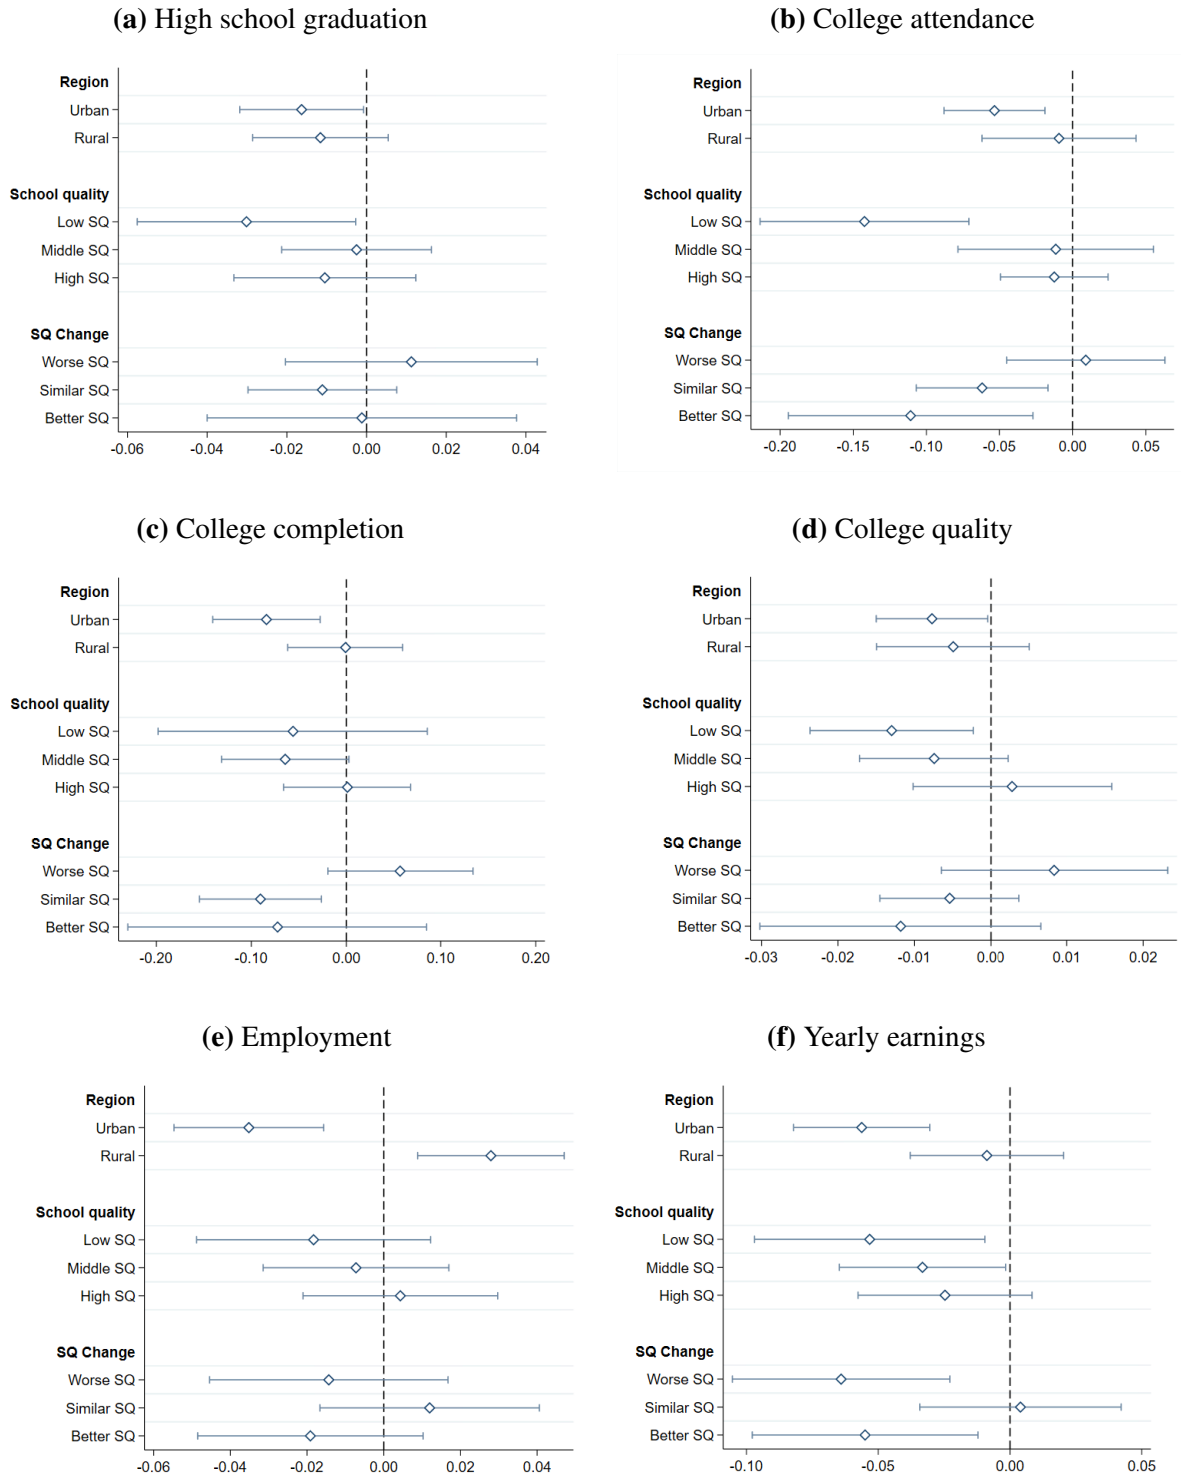 (a) High school graduation
Region
Urban
Rural
School quality
Low SQ
Middle SQ
High SQ
SQ Change
Worse SQ
Similar SQ
Better SQ
-0.06 -0.04 -0.02 0.00 0.02 0.04
(b) College attendance
Region
Urban
Rural
School quality
Low SQ
Middle SQ
High SQ
SQ Change
Worse SQ
Similar SQ
Better SQ
-0.20 -0.15 -0.10 -0.05 0.00 0.05
(c) College completion
Region
Urban
Rural
School quality
Low SQ
Middle SQ
High SQ
SQ Change
Worse SQ
Similar SQ
Better SQ
-0.20 -0.10 0.00 0.10 0.20
(d) College quality
Region
Urban
Rural
School quality
Low SQ
Middle SQ
High SQ
SQ Change
Worse SQ
Similar SQ
Better SQ
-0.03 -0.02 -0.01 0.00 0.01 0.02
(e) Employment
Region
Urban
Rural
School quality
Low SQ
Middle SQ
High SQ
SQ Change
Worse SQ
Similar SQ
Better SQ
-0.06 -0.04 -0.02 0.00 0.02 0.04
(f) Yearly earnings
Region
Urban
Rural
School quality
Low SQ
Middle SQ
High SQ
SQ Change
Worse SQ
Similar SQ
Better SQ
-0.10 -0.05 0.00 0.05